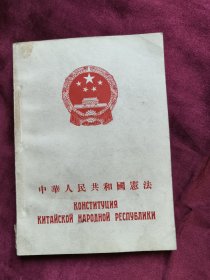 中華人民共和國憲法
КОНСТИТУЦИЯ
КИТАЙСКОЙ НАРОДНОЙ РЕСПУБЛИКИ